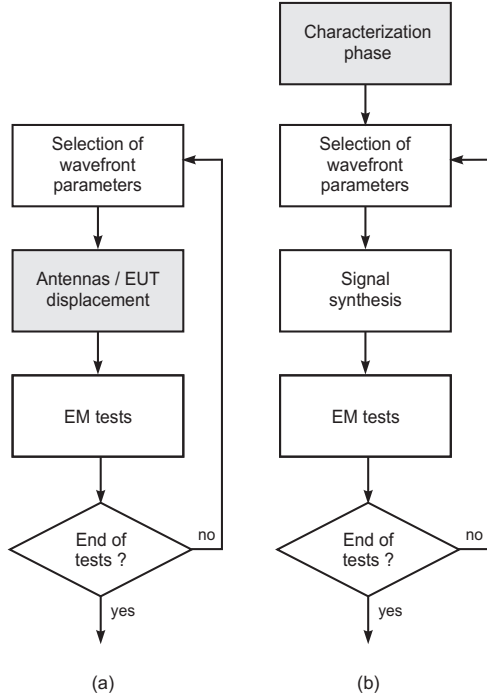 Characterization
phase
Selection of
wavefront
parameters
Selection of
wavefront
parameters
Antennas / EUT
displacement
Signal
synthesis
EM tests
EM tests
End of
tests ?
no
End of
tests ?
no
yes
yes
(a)
(b)